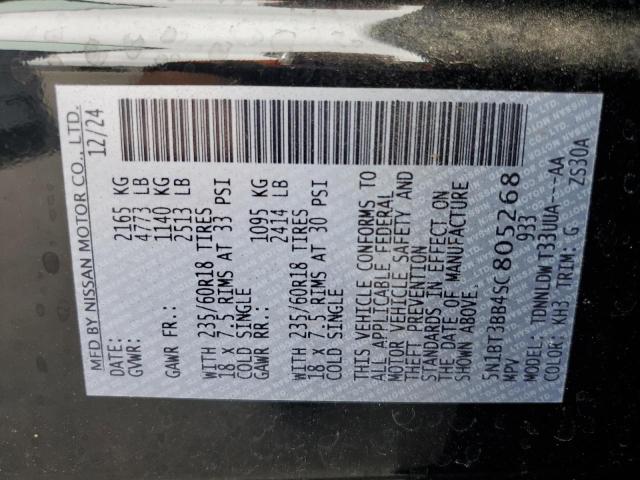 MFD BY NISSAN MOTOR CO., LTD.
DATE: 12/24
GVWR: 2165 KG
4773 LB
GAWR FR.: 1140 KG
2513 LB
WITH 235/60R18 TIRES
18 X 7.5 RIMS AT 33 PSI
COLD SINGLE
GAWR RR.: 1095 KG
2414 LB
WITH 235/60R18 TIRES
18 X 7.5 RIMS AT 30 PSI
COLD SINGLE
THIS VEHICLE CONFORMS TO
ALL APPLICABLE FEDERAL
MOTOR VEHICLE SAFETY AND
THEFT PREVENTION
STANDARDS IN EFFECT ON
THE DATE OF MANUFACTURE
SHOWN ABOVE.
5N1BT3BB4SC805268
MPV 933
MODEL: TDNNLDW T33UUA---AA
COLOR: KH3 TRIM: G ZS30A